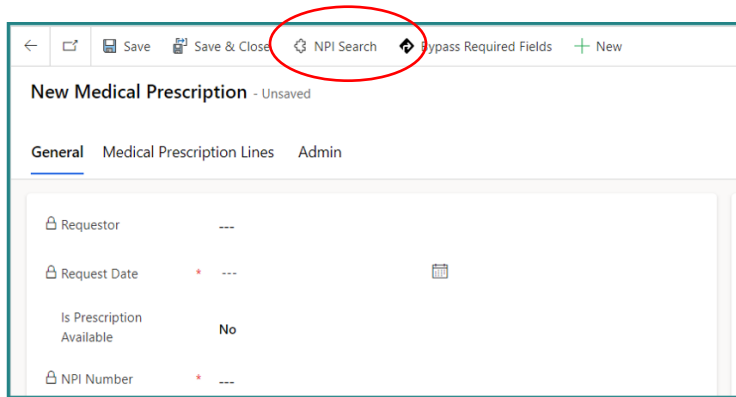 Save Save & Close NPI Search Bypass Required Fields New
New Medical Prescription - Unsaved
General Medical Prescription Lines Admin
Requestor ---
Request Date * ---
Is Prescription
Available
No
NPI Number * ---